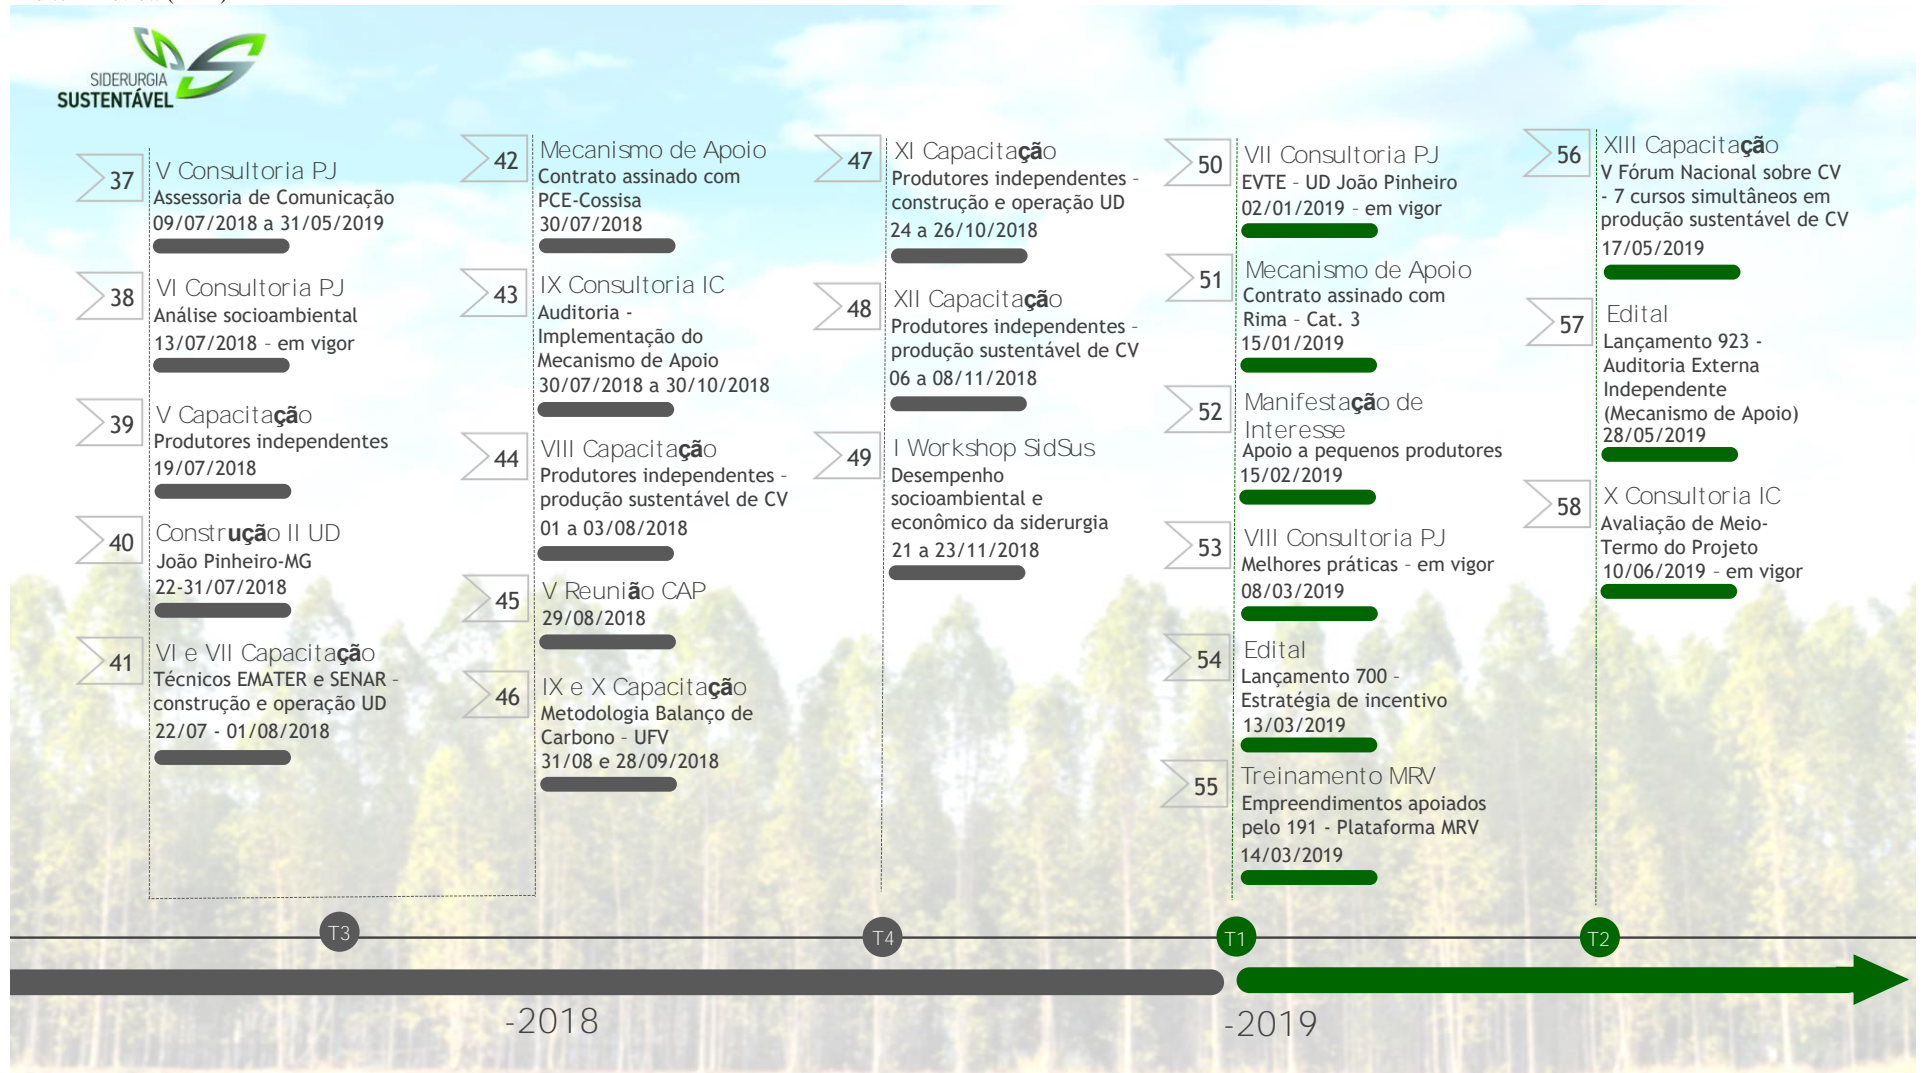 SIDERURGIA
SUSTENTÁVEL
37
V Consultoria PJ
Assessoria de Comunicação
09/07/2018 a 31/05/2019
38
VI Consultoria PJ
Análise socioambiental
13/07/2018 – em vigor
39
V Capacitação
Produtores independentes
19/07/2018
40
Construção II UD
João Pinheiro-MG
22-31/07/2018
41
VI e VII Capacitação
Técnicos EMATER e SENAR –
construção e operação UD
22/07 - 01/08/2018
42
Mecanismo de Apoio
Contrato assinado com
PCE-Cossisa
30/07/2018
43
IX Consultoria IC
Auditoria -
Implementação do
Mecanismo de Apoio
30/07/2018 a 30/10/2018
44
VIII Capacitação
Produtores independentes –
produção sustentável de CV
01 a 03/08/2018
45
V Reunião CAP
29/08/2018
46
IX e X Capacitação
Metodologia Balanço de
Carbono – UFV
31/08 e 28/09/2018
47
XI Capacitação
Produtores independentes –
construção e operação UD
24 a 26/10/2018
48
XII Capacitação
Produtores independentes –
produção sustentável de CV
06 a 08/11/2018
49
I Workshop SidSus
Desempenho
socioambiental e
econômico da siderurgia
21 a 23/11/2018
50
VII Consultoria PJ
EVTE – UD João Pinheiro
02/01/2019 – em vigor
51
Mecanismo de Apoio
Contrato assinado com
Rima – Cat. 3
15/01/2019
52
Manifestação de
Interesse
Apoio a pequenos produtores
15/02/2019
53
VIII Consultoria PJ
Melhores práticas – em vigor
08/03/2019
54
Edital
Lançamento 700 –
Estratégia de incentivo
13/03/2019
55
Treinamento MRV
Empreendimentos apoiados
pelo 191 - Plataforma MRV
14/03/2019
56
XIII Capacitação
V Fórum Nacional sobre CV
- 7 cursos simultâneos em
produção sustentável de CV
17/05/2019
57
Edital
Lançamento 923 -
Auditoria Externa
Independente
(Mecanismo de Apoio)
28/05/2019
58
X Consultoria IC
Avaliação de Meio-
Termo do Projeto
10/06/2019 – em vigor
T3
T4
T1
T2
-2018
-2019